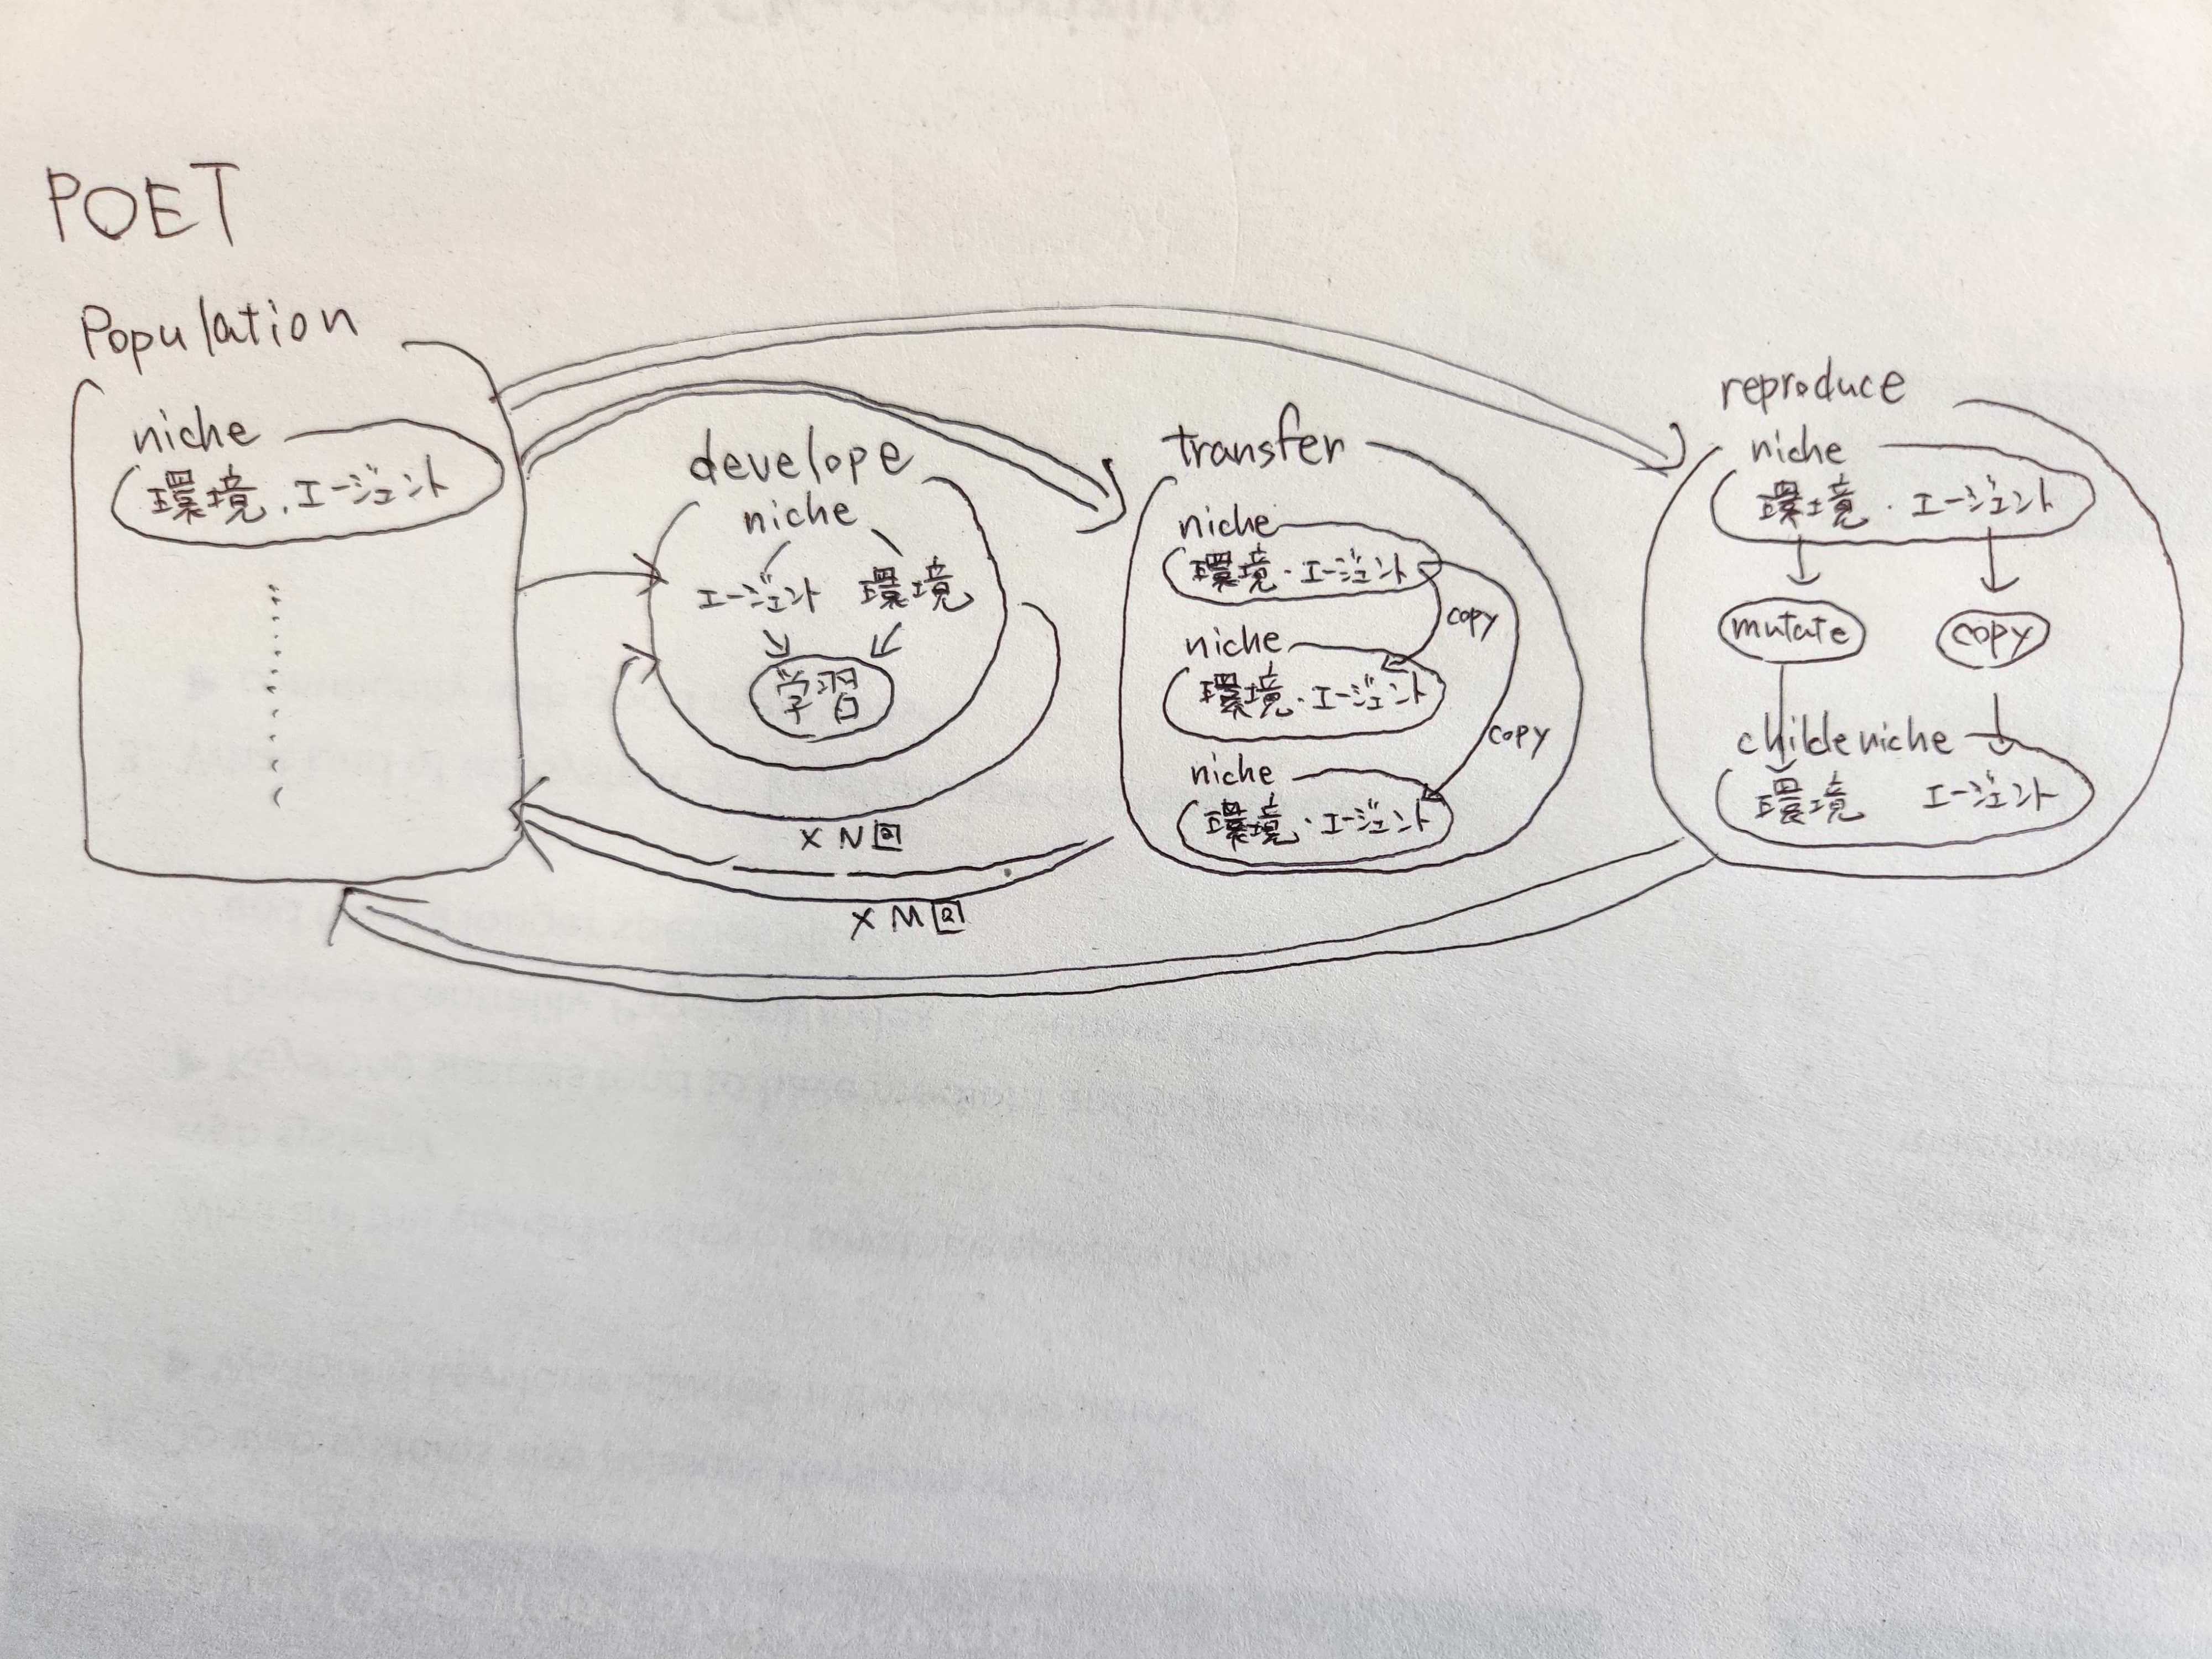 POET
Population
niche
環境.エージェント
develope
niche
エージェント 環境
学習
×N回
×M回
transfer
niche
環境・エージェント
copy
niche
環境・エージェント
copy
niche
環境・エージェント
reproduce
niche
環境・エージェント
mutate copy
childe niche
環境 エージェント